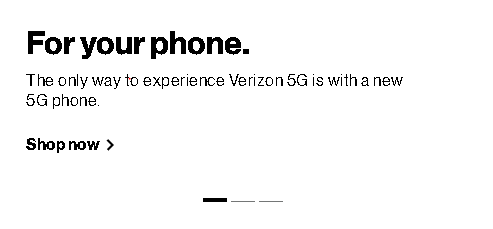 For your phone.
The only way to experience Verizon 5G is with a new
5G phone.
Shop now